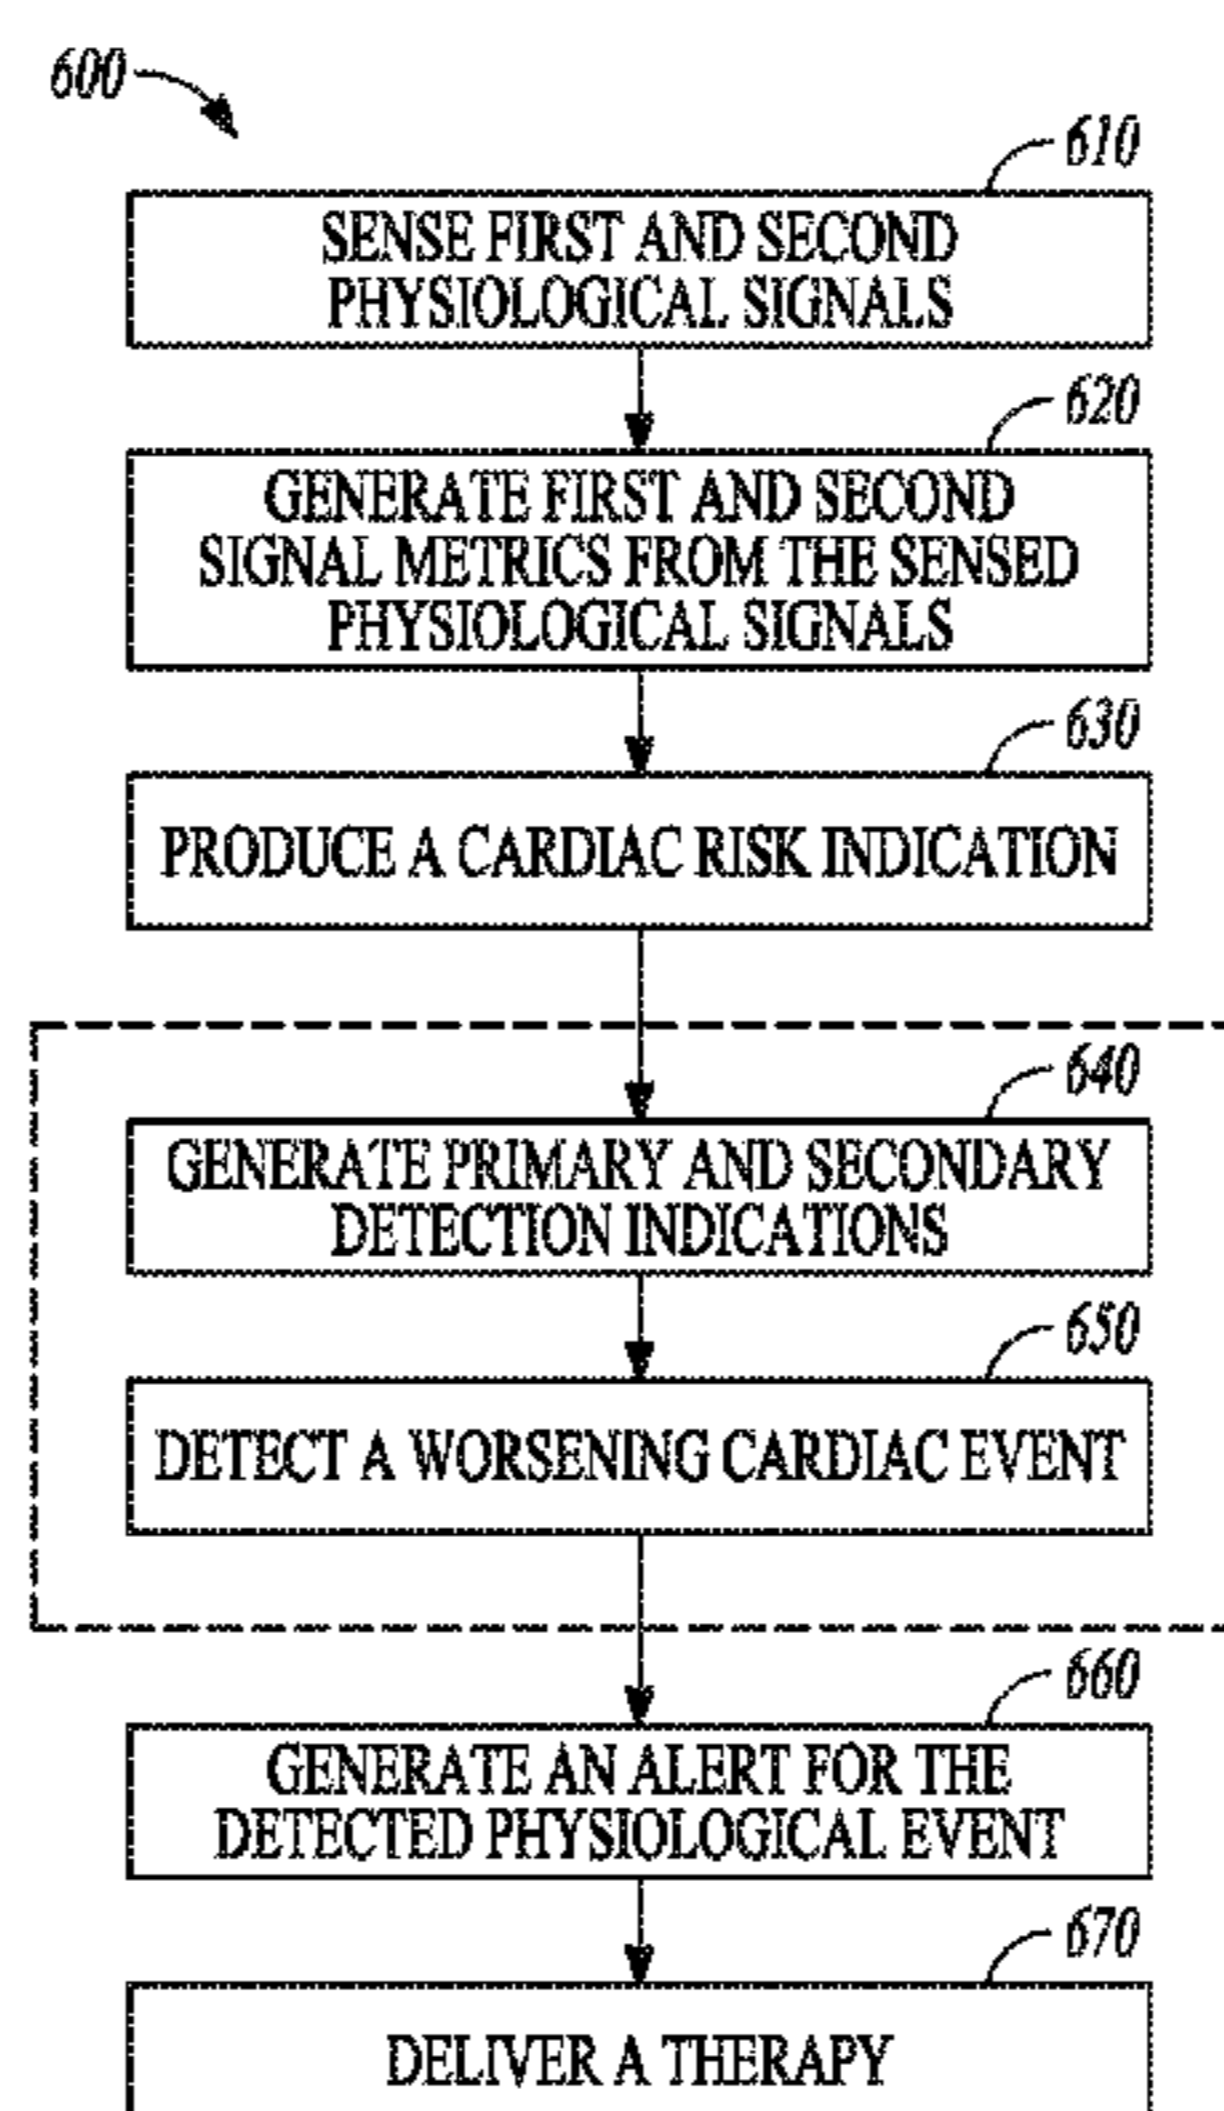 600
610
SENSE FIRST AND SECOND
PHYSIOLOGICAL SIGNALS
620
GENERATE FIRST AND SECOND
SIGNAL METRICS FROM THE SENSED
PHYSIOLOGICAL SIGNALS
630
PRODUCE A CARDIAC RISK INDICATION
640
GENERATE PRIMARY AND SECONDARY
DETECTION INDICATIONS
650
DETECT A WORSENING CARDIAC EVENT
660
GENERATE AN ALERT FOR THE
DETECTED PHYSIOLOGICAL EVENT
670
DELIVER A THERAPY